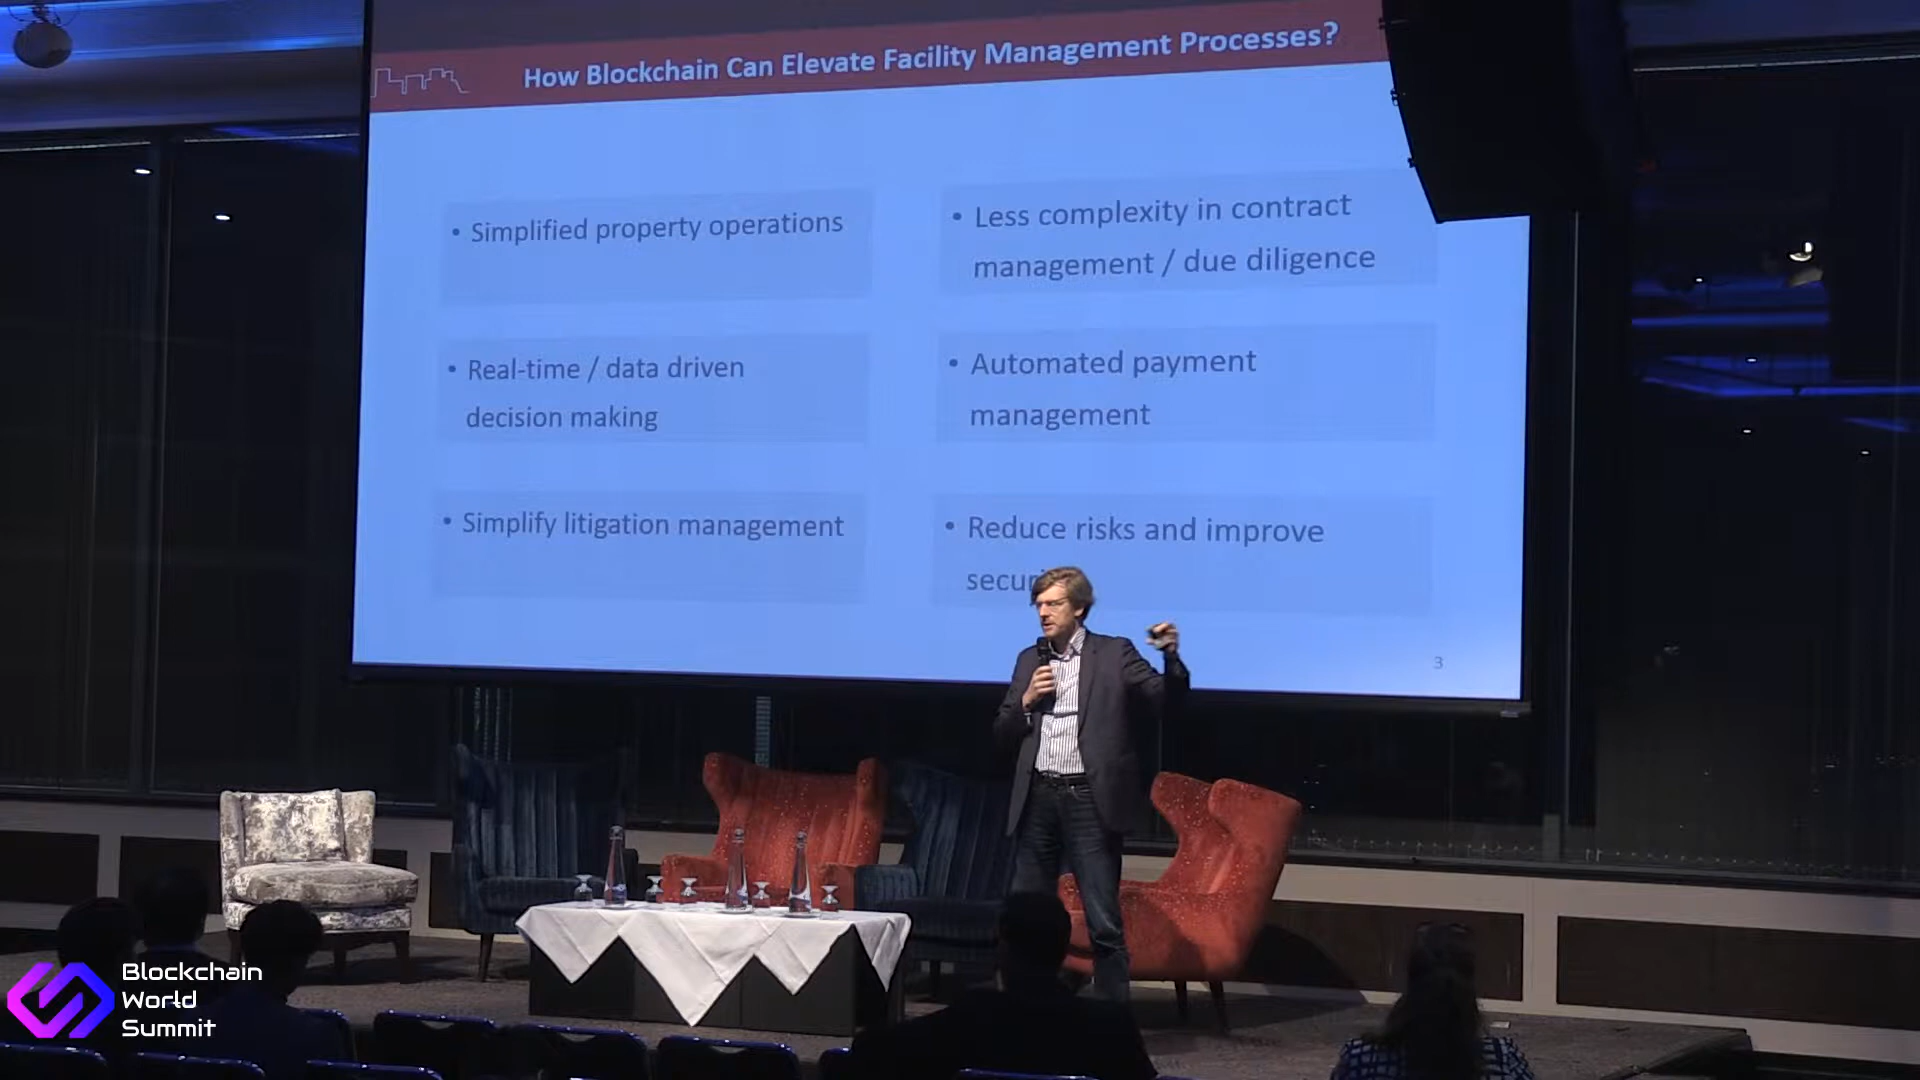 How Blockchain Can Elevate Facility Management Processes?
• Simplified property operations
• Less complexity in contract
management / due diligence
• Real-time / data driven
decision making
• Automated payment
management
• Simplify litigation management
• Reduce risks and improve
3
Blockchain
World
Summit